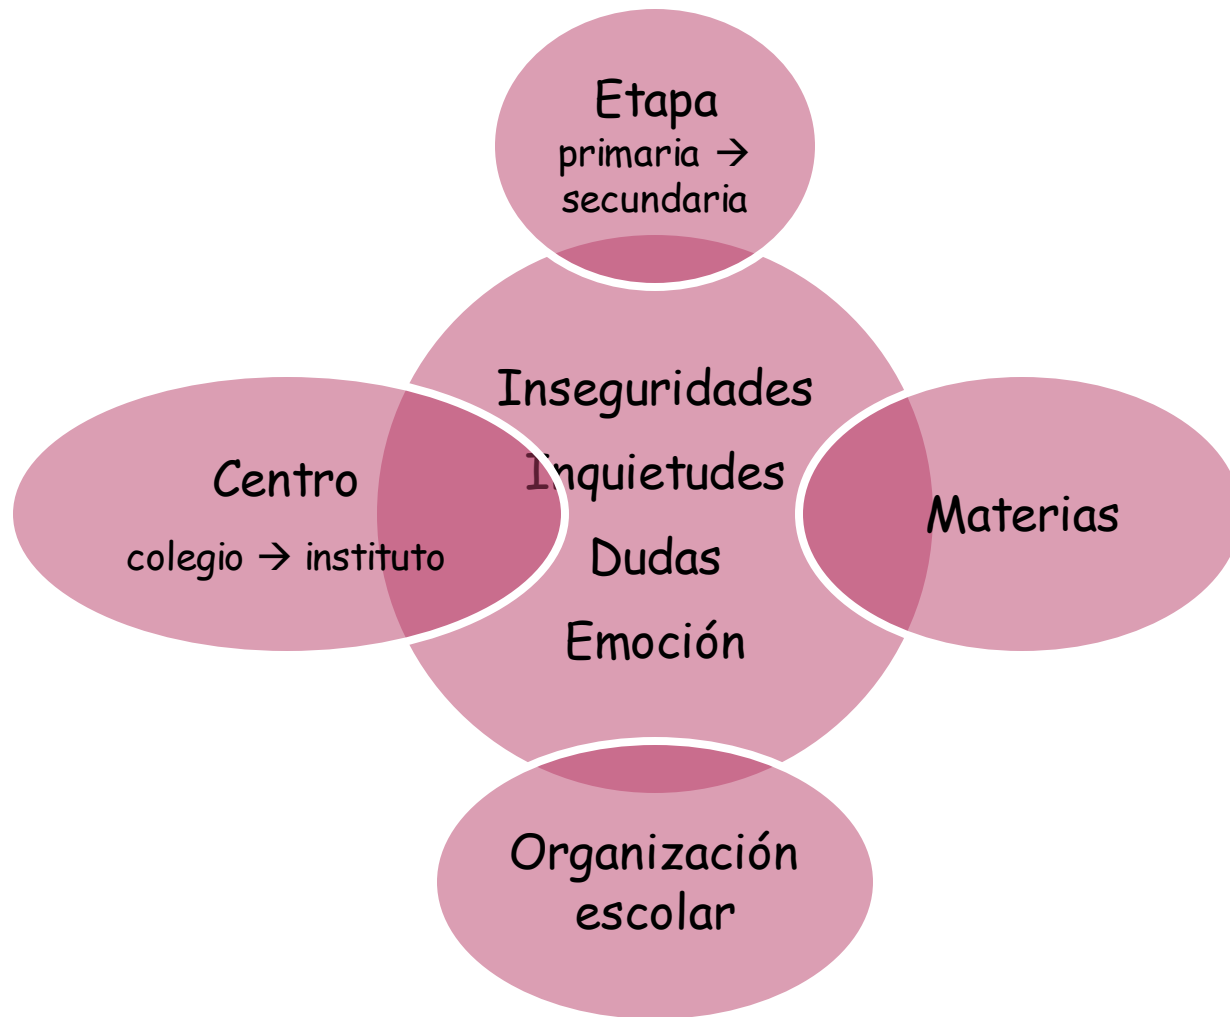 Etapa
primaria →
secundaria
Inseguridades
Inquietudes
Dudas
Emoción
Centro
colegio → instituto
Materias
Organización
escolar